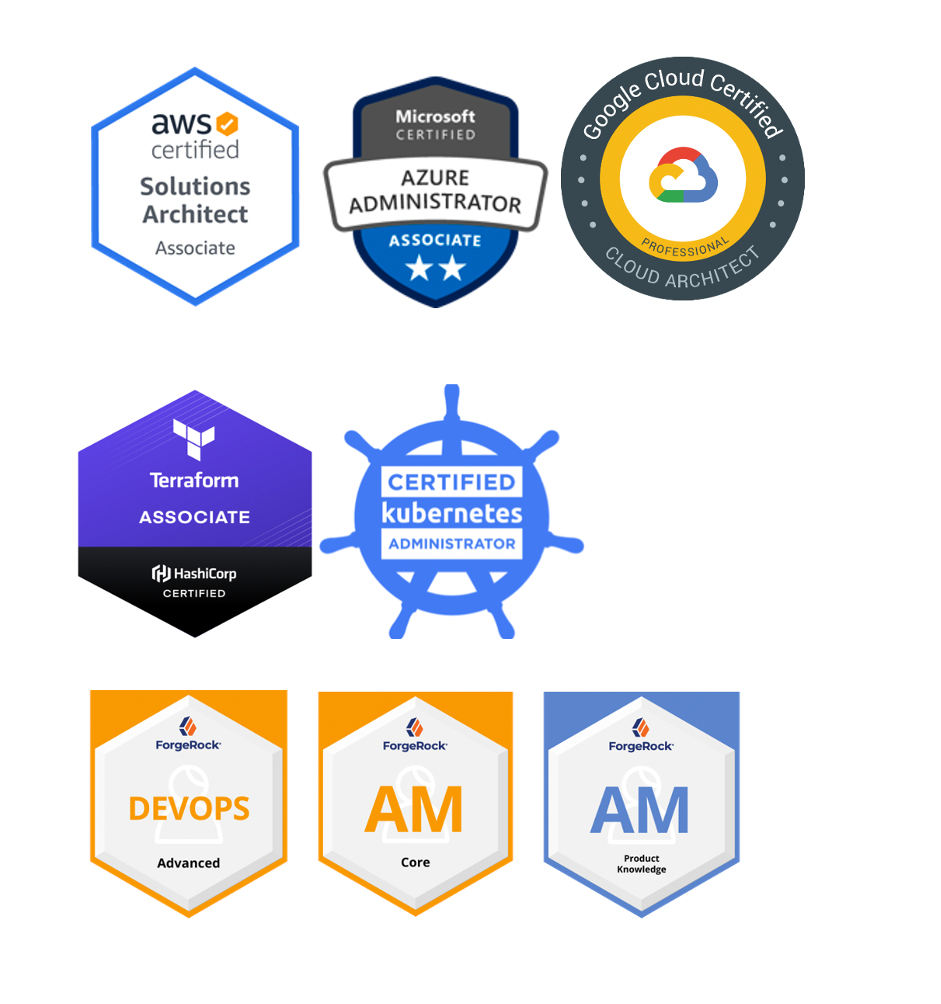 aws
certified
Solutions
Architect
Associate
Microsoft
CERTIFIED
AZURE
ADMINISTRATOR
ASSOCIATE
Google Cloud Certified
PROFESSIONAL
CLOUD ARCHITECT
Terraform
ASSOCIATE
HashiCorp
CERTIFIED
CERTIFIED
kubernetes
ADMINISTRATOR
ForgeRock
DEVOPS
Advanced
ForgeRock
AM
Core
ForgeRock
AM
Product
Knowledge